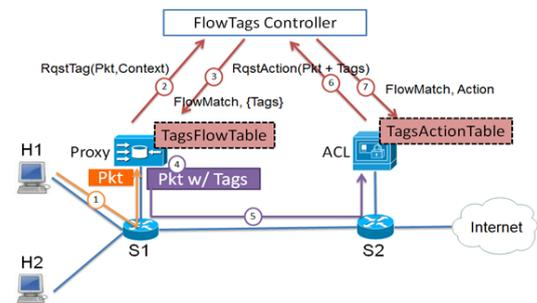 FlowTags Controller
RqstTag(Pkt,Context)
2
3
RqstAction(Pkt + Tags)
6
7
FlowMatch, {Tags}
FlowMatch, Action
TagsFlowTable
TagsActionTable
Proxy
ACL
H1
4
Pkt
Pkt w/ Tags
1
5
S1
S2
Internet
H2